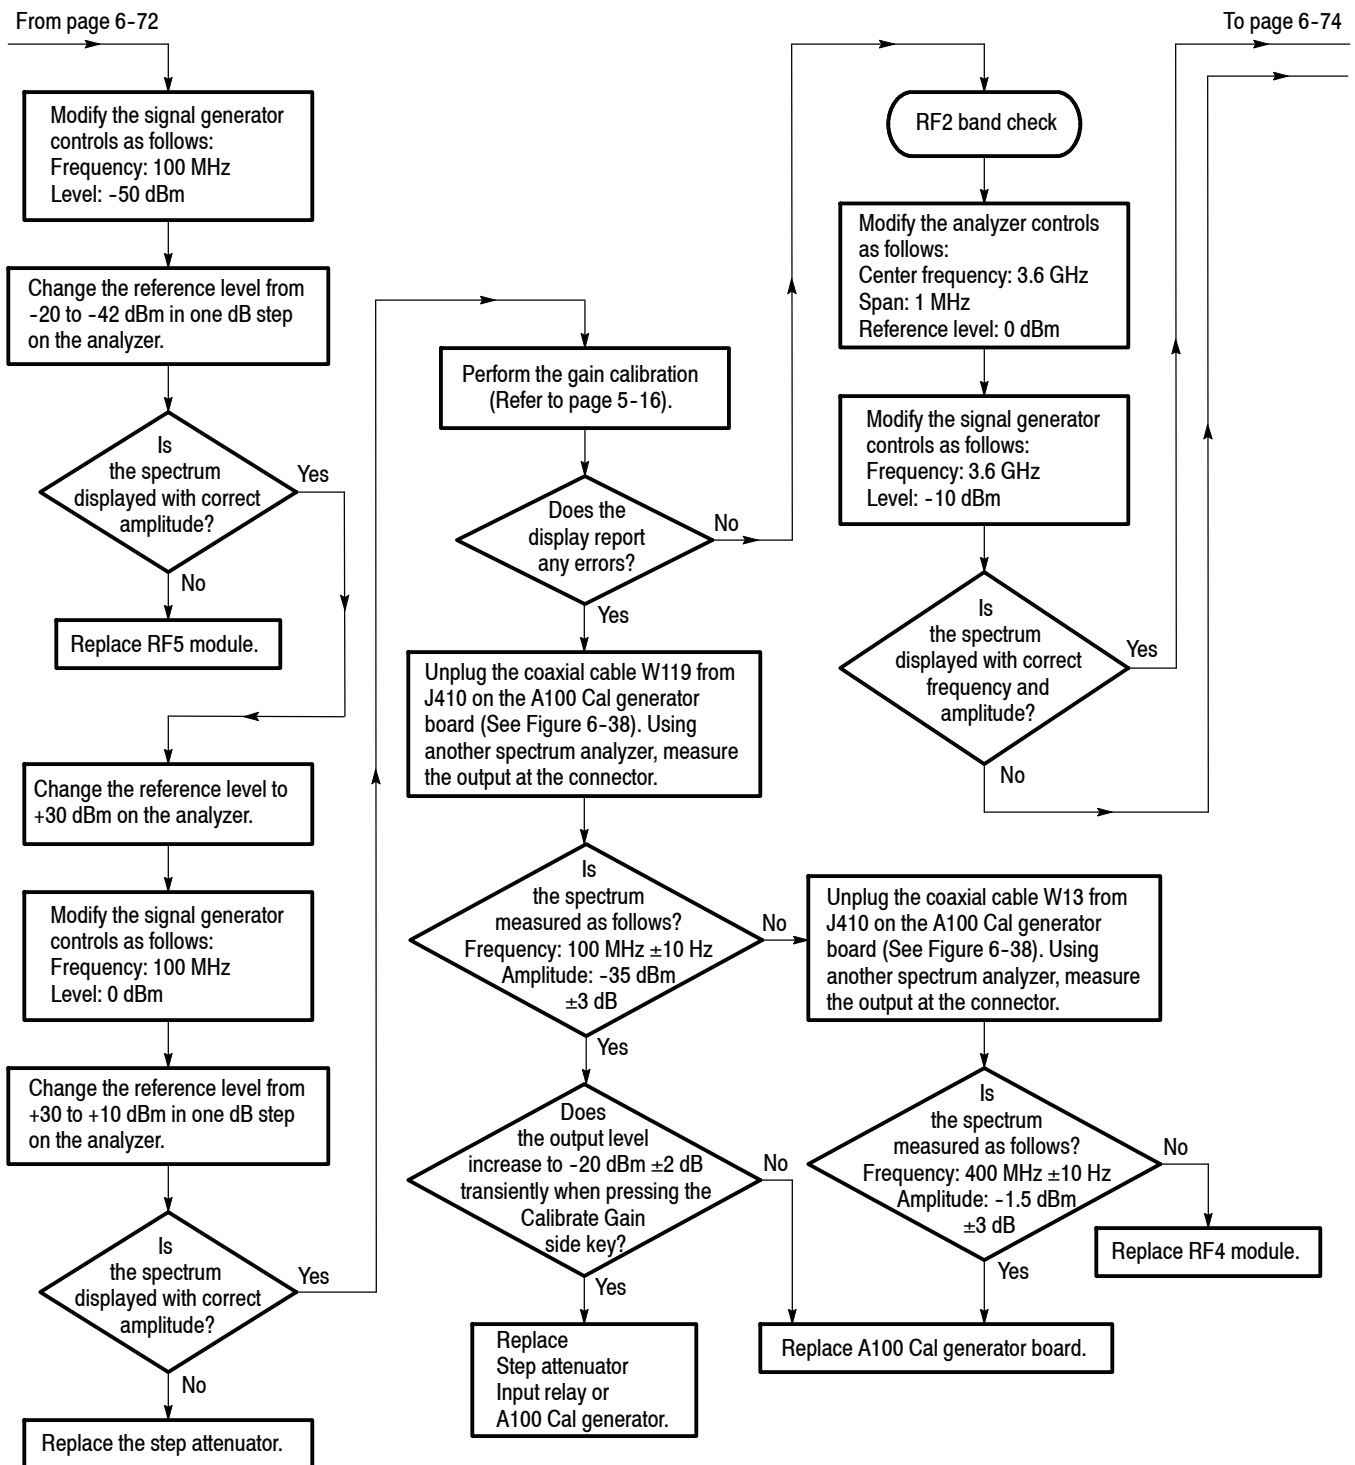 From page 6-72
To page 6-74
Modify the signal generator
controls as follows:
Frequency: 100 MHz
Level: -50 dBm
Change the reference level from
-20 to -42 dBm in one dB step
on the analyzer.
Is
the spectrum
displayed with correct
amplitude?
Yes
No
Replace RF5 module.
Change the reference level to
+30 dBm on the analyzer.
Modify the signal generator
controls as follows:
Frequency: 100 MHz
Level: 0 dBm
Change the reference level from
+30 to +10 dBm in one dB step
on the analyzer.
Is
the spectrum
displayed with correct
amplitude?
Yes
No
Replace the step attenuator.
Perform the gain calibration
(Refer to page 5-16).
Does the
display report
any errors?
No
Yes
Unplug the coaxial cable W119 from
J410 on the A100 Cal generator
board (See Figure 6-38). Using
another spectrum analyzer, measure
the output at the connector.
Is
the spectrum
measured as follows?
Frequency: 100 MHz ±10 Hz
Amplitude: -35 dBm
±3 dB
No
Yes
Does
the output level
increase to -20 dBm ±2 dB
transiently when pressing the
Calibrate Gain
side key?
No
Yes
Replace
Step attenuator
Input relay or
A100 Cal generator.
RF2 band check
Modify the analyzer controls
as follows:
Center frequency: 3.6 GHz
Span: 1 MHz
Reference level: 0 dBm
Modify the signal generator
controls as follows:
Frequency: 3.6 GHz
Level: -10 dBm
Is
the spectrum
displayed with correct
frequency and
amplitude?
Yes
No
Unplug the coaxial cable W13 from
J410 on the A100 Cal generator
board (See Figure 6-38). Using
another spectrum analyzer, measure
the output at the connector.
Is
the spectrum
measured as follows?
Frequency: 400 MHz ±10 Hz
Amplitude: -1.5 dBm
±3 dB
No
Yes
Replace RF4 module.
Replace A100 Cal generator board.